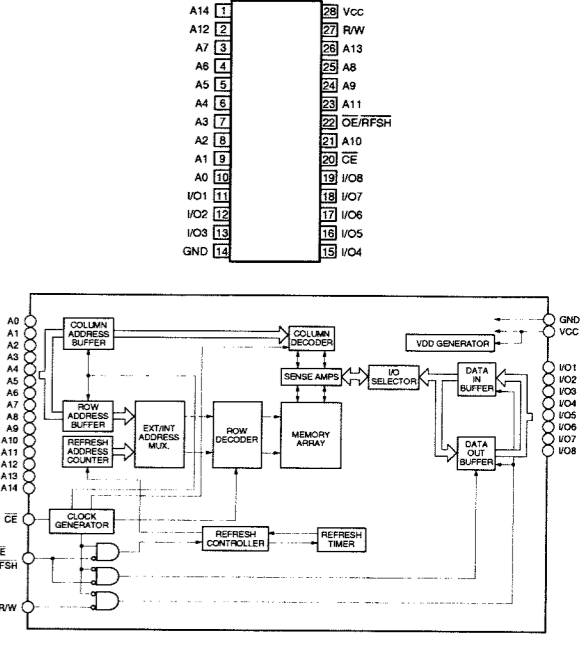 A14 1 28 VCC
A12 2 27 R/W
A7 3 26 A13
A6 4 25 A8
A5 5 24 A9
A4 6 23 A11
A3 7 22 OE/RFSH
A2 8 21 A10
A1 9 20 CE
A0 10 19 I/O8
I/O1 11 18 I/O7
I/O2 12 17 I/O6
I/O3 13 16 I/O5
GND 14 15 I/O4
A0
A1
A2
A3
A4
A5
A6
A7
A8
A9
A10
A11
A12
A13
A14
CE
E
FSH
R/W
COLUMN
ADDRESS
BUFFER
ROW
ADDRESS
BUFFER
REFRESH
ADDRESS
COUNTER
EXT/INT
ADDRESS
MUX.
ROW
DECODER
COLUMN
DECODER
SENSE AMPS
MEMORY
ARRAY
I/O
SELECTOR
VDD GENERATOR
DATA
IN
BUFFER
DATA
OUT
BUFFER
CLOCK
GENERATOR
REFRESH
CONTROLLER
REFRESH
TIMER
GND
VCC
I/O1
I/O2
I/O3
I/O4
I/O5
I/O6
I/O7
I/O8